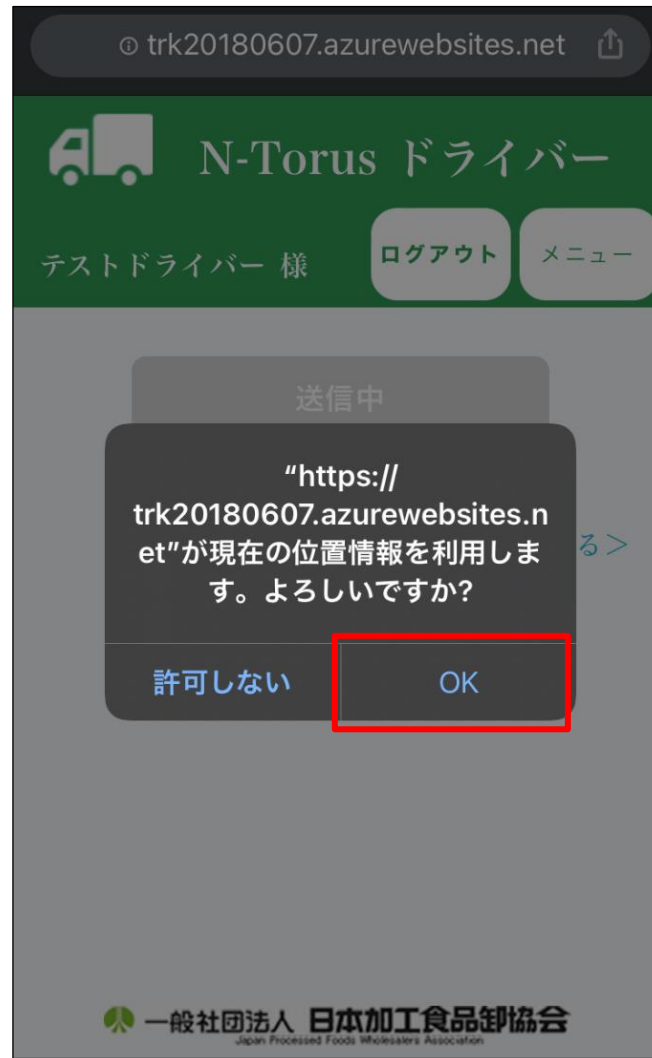 trk20180607.azurewebsites.net
N-Torus ドライバー
テストドライバー 様
ログアウト
メニュー
送信中
“https://
trk20180607.azurewebsites.n
et”が現在の位置情報を利用しま
す。よろしいですか?
る＞
許可しない
OK
一般社団法人 日本加工食品卸協会
Japan Processed Foods Wholesalers Association